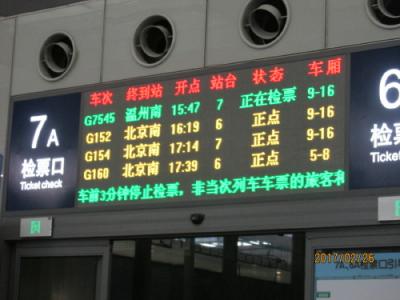 车次 终到站 开点 站台 状态 车厢
G7545 温州南 15:47 7 正在检票 9-16
G152 北京南 16:19 6 正点 9-16
G154 北京南 17:14 7 正点 9-16
G160 北京南 17:39 6 正点 5-8
车前3分钟停止检票，非当次列车车票的旅客和
7A
检票口
Ticket check
6
检票
Ticket
2017/02/26